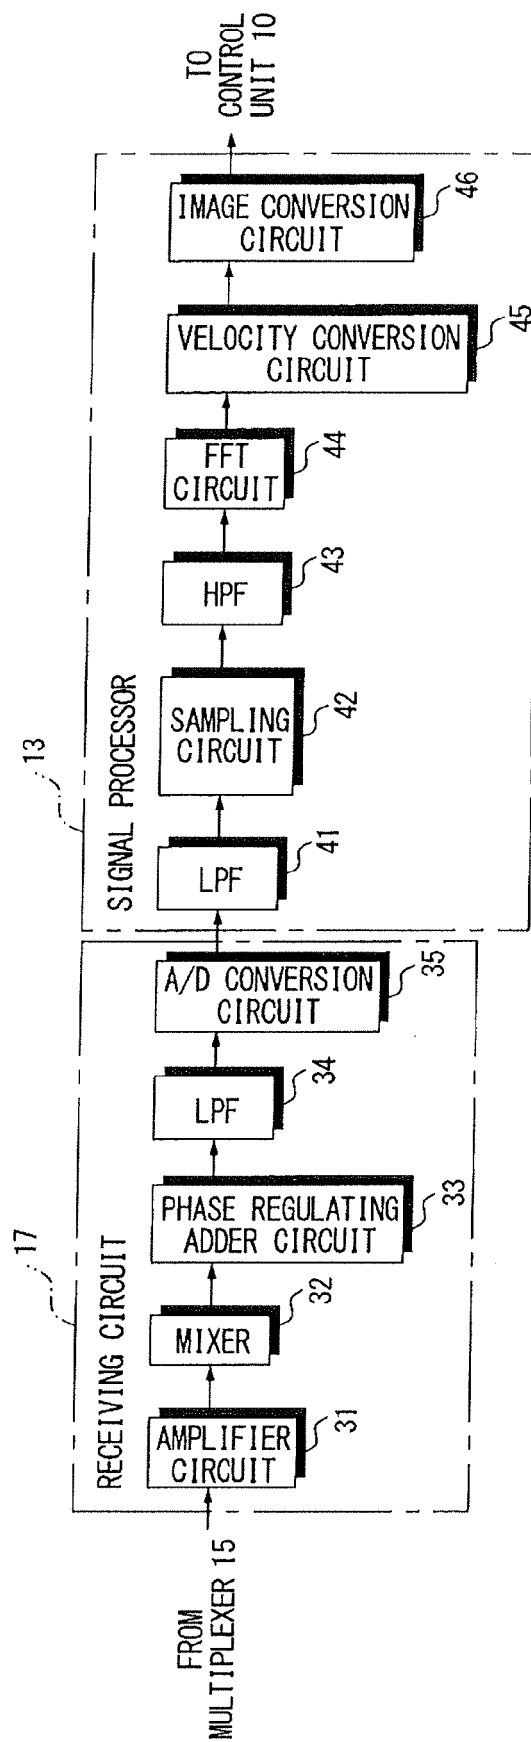 FROM
MULTIPLEXER 15
17
RECEIVING CIRCUIT
AMPLIFIER
CIRCUIT
31
MIXER
32
PHASE REGULATING
ADDER CIRCUIT
33
LPF
34
A/D CONVERSION
CIRCUIT
35
13
SIGNAL PROCESSOR
LPF
41
SAMPLING
CIRCUIT
42
HPF
43
FFT
CIRCUIT
44
VELOCITY CONVERSION
CIRCUIT
45
IMAGE CONVERSION
CIRCUIT
46
TO
CONTROL
UNIT 10